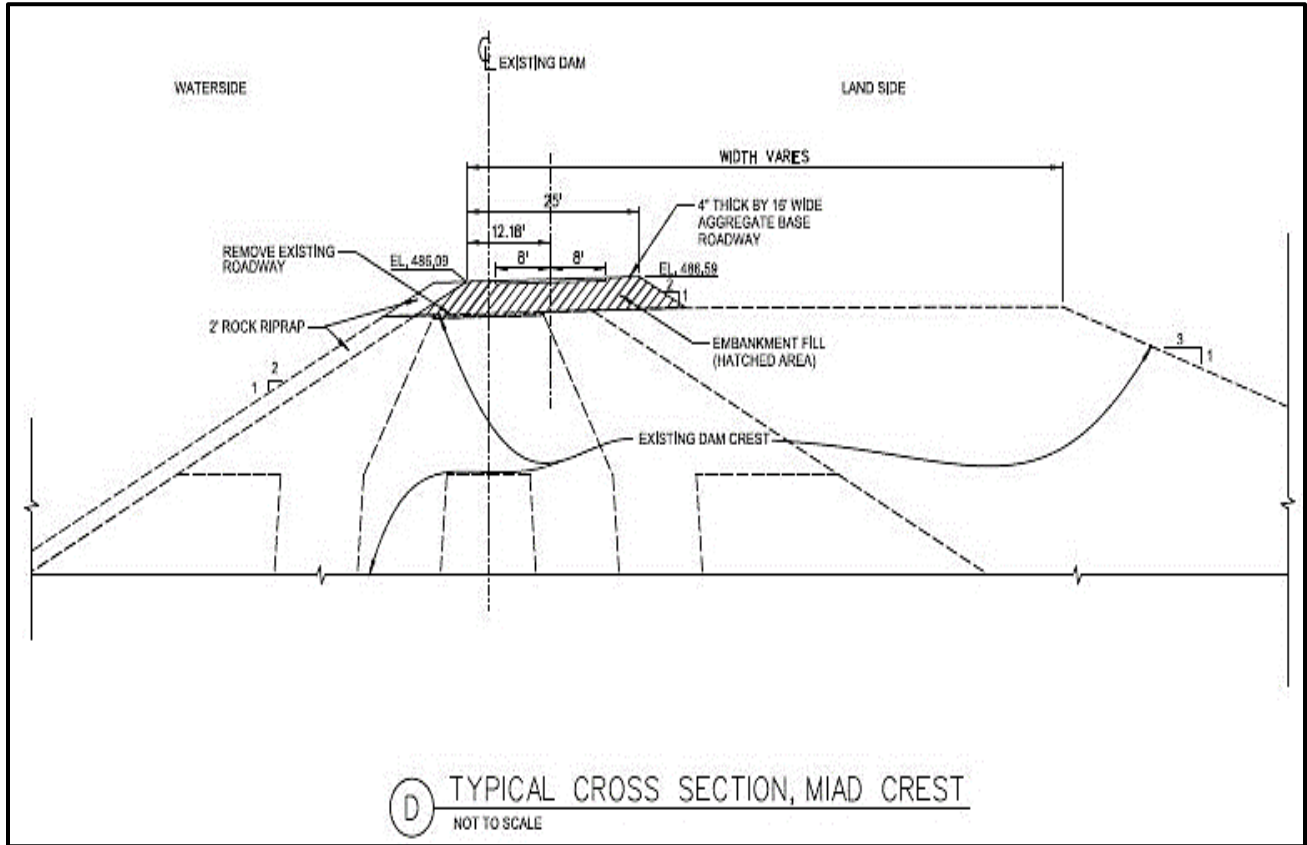 ℄ EXISTING DAM
WATERSIDE
LAND SIDE
WIDTH VARES
25'
4" THICK BY 16' WIDE
AGGREGATE BASE
ROADWAY
12.16'
8' 8'
REMOVE EXISTING
ROADWAY
EL, 486,09
EL, 486,59
2
1
2' ROCK RIPRAP
EMBANKMENT FILL
(HATCHED AREA)
3
1
2
1
EXISTING DAM CREST
D TYPICAL CROSS SECTION, MIAD CREST
NOT TO SCALE